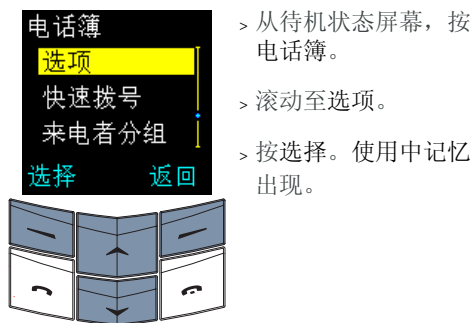 电话簿
选项
快速拨号
来电者分组
选择 返回
> 从待机状态屏幕，按
电话簿。
> 滚动至选项。
> 按选择。使用中记忆
出现。